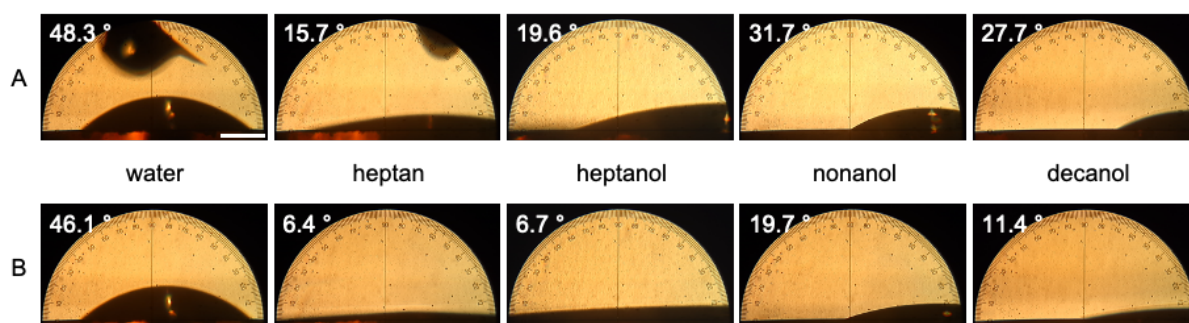 A
48.3 °
15.7 °
19.6 °
31.7 °
27.7 °
water
heptan
heptanol
nonanol
decanol
B
46.1 °
6.4 °
6.7 °
19.7 °
11.4 °